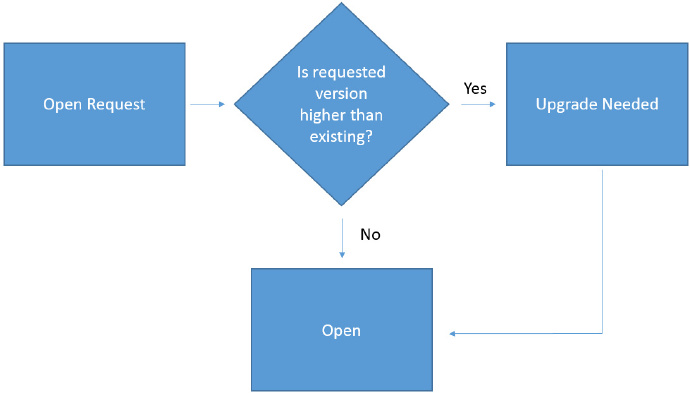 Open Request
Is requested
version
higher than
existing?
Yes
Upgrade Needed
No
Open